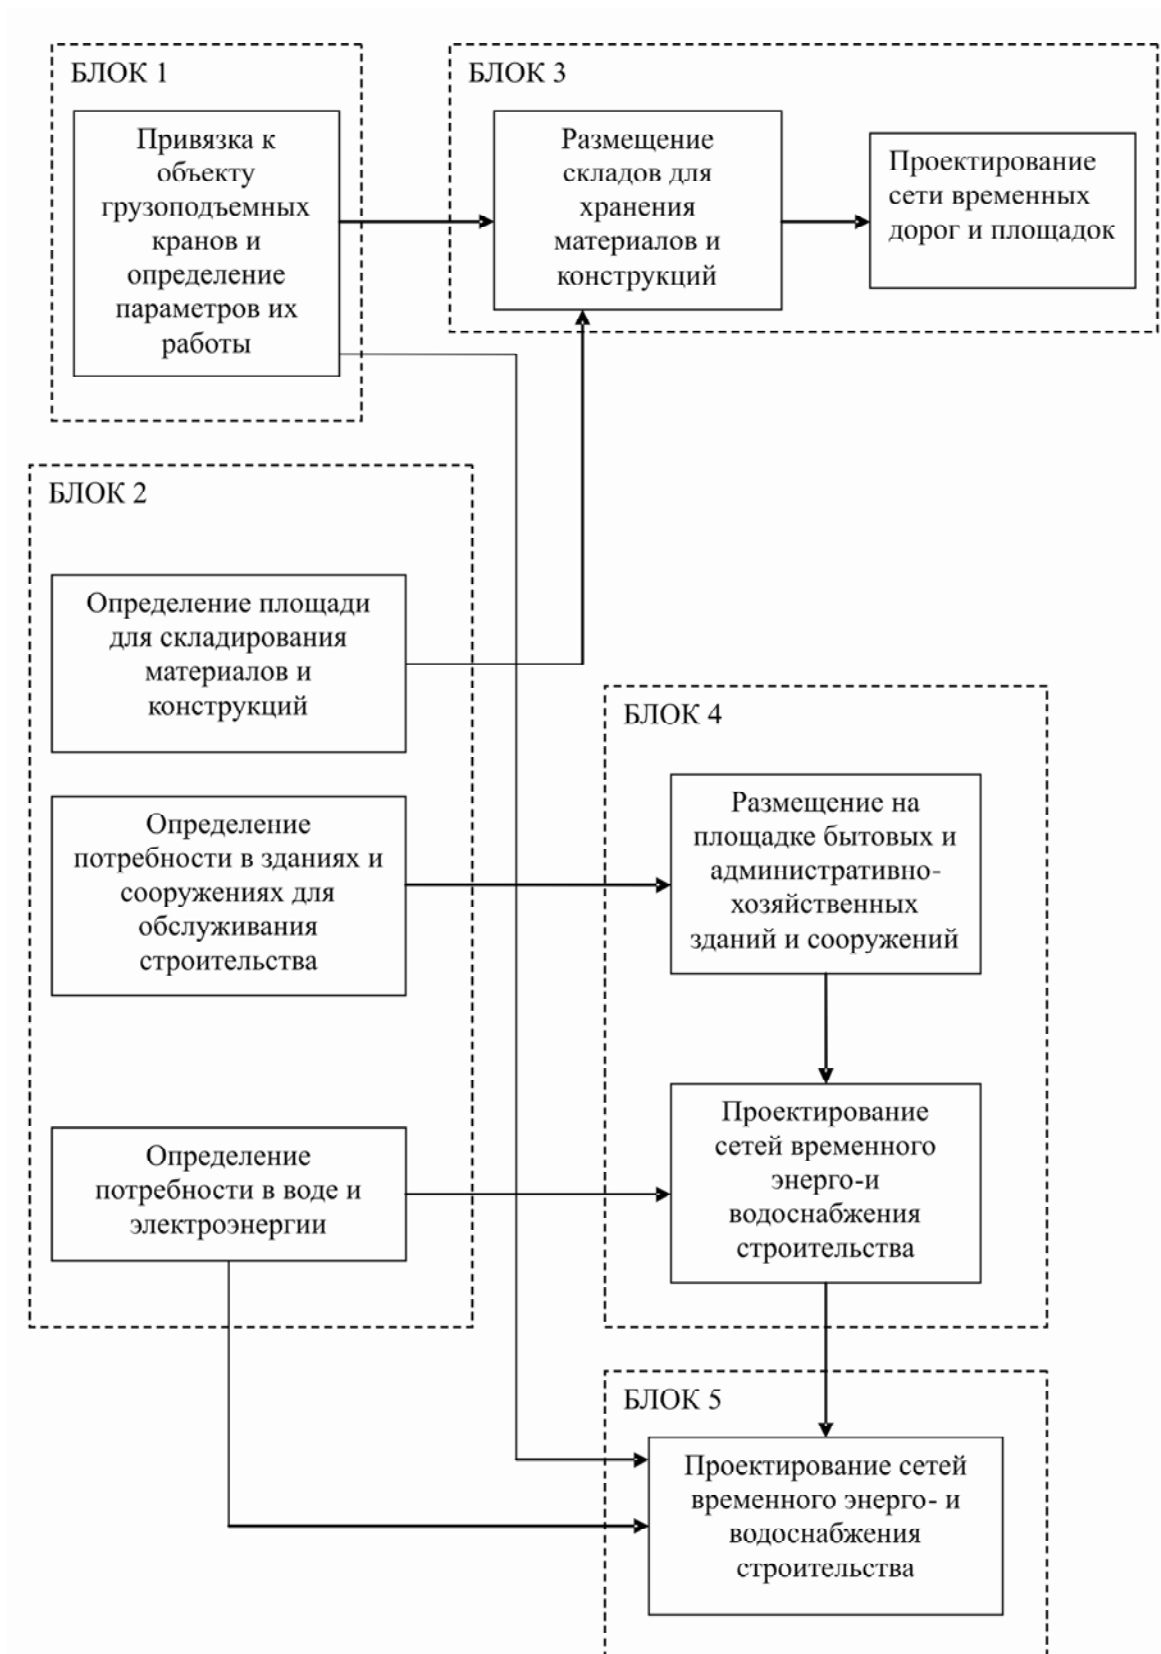 БЛОК 1
Привязка к
объекту
грузоподъемных
кранов и
определение
параметров их
работы
БЛОК 3
Размещение
складов для
хранения
материалов и
конструкций
Проектирование
сети временных
дорог и площадок
БЛОК 2
Определение площади
для складирования
материалов и
конструкций
Определение
потребности в зданиях и
сооружениях для
обслуживания
строительства
Определение
потребности в воде и
электроэнергии
БЛОК 4
Размещение на
площадке бытовых и
административно-
хозяйственных
зданий и сооружений
Проектирование
сетей временного
энерго-и
водоснабжения
строительства
БЛОК 5
Проектирование сетей
временного энерго- и
водоснабжения
строительства